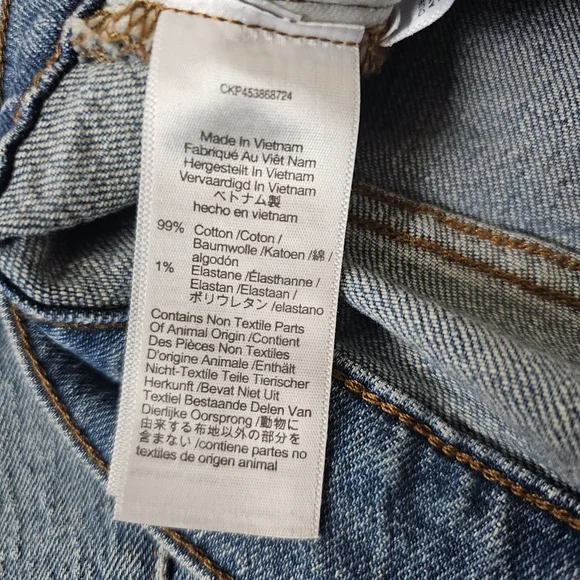 CKP453868724
Made In Vietnam
Fabriqué Au Viêt Nam
Hergestellt In Vietnam
Vervaardigd In Vietnam
ベトナム製
hecho en vietnam
99% Cotton /Coton /
Baumwolle /Katoen /綿 /
algodón
1% Elastane /Élasthanne /
Elastan /Elastaan /
ポリウレタン /elastano
Contains Non Textile Parts
Of Animal Origin /Contient
Des Pièces Non Textiles
D'origine Animale /Enthält
Nicht-Textile Teile Tierischer
Herkunft /Bevat Niet Uit
Textiel Bestaande Delen Van
Dierlijke Oorsprong /動物に
由来する布地以外の部分を
含まない /contiene partes no
textiles de origen animal